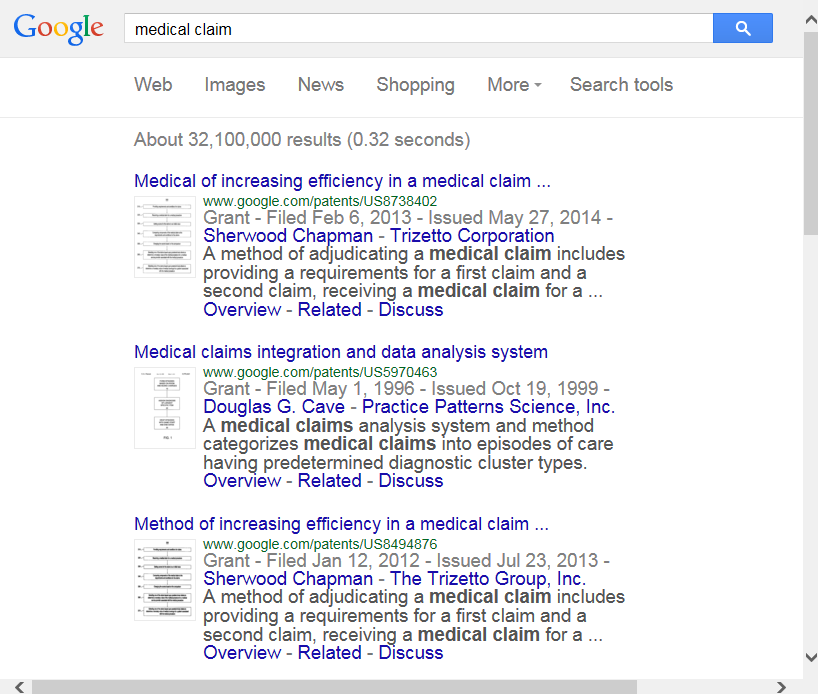 Google
medical claim
Web Images News Shopping More Search tools
About 32,100,000 results (0.32 seconds)
Medical of increasing efficiency in a medical claim ...
www.google.com/patents/US8738402
Grant - Filed Feb 6, 2013 - Issued May 27, 2014 -
Sherwood Chapman - Trizetto Corporation
A method of adjudicating a medical claim includes
providing a requirements for a first claim and a
second claim, receiving a medical claim for a ...
Overview - Related - Discuss
Medical claims integration and data analysis system
www.google.com/patents/US5970463
Grant - Filed May 1, 1996 - Issued Oct 19, 1999 -
Douglas G. Cave - Practice Patterns Science, Inc.
A medical claims analysis system and method
categorizes medical claims into episodes of care
having predetermined diagnostic cluster types.
Overview - Related - Discuss
Method of increasing efficiency in a medical claim ...
www.google.com/patents/US8494876
Grant - Filed Jan 12, 2012 - Issued Jul 23, 2013 -
Sherwood Chapman - The Trizetto Group, Inc.
A method of adjudicating a medical claim includes
providing a requirements for a first claim and a
second claim, receiving a medical claim for a ...
Overview - Related - Discuss